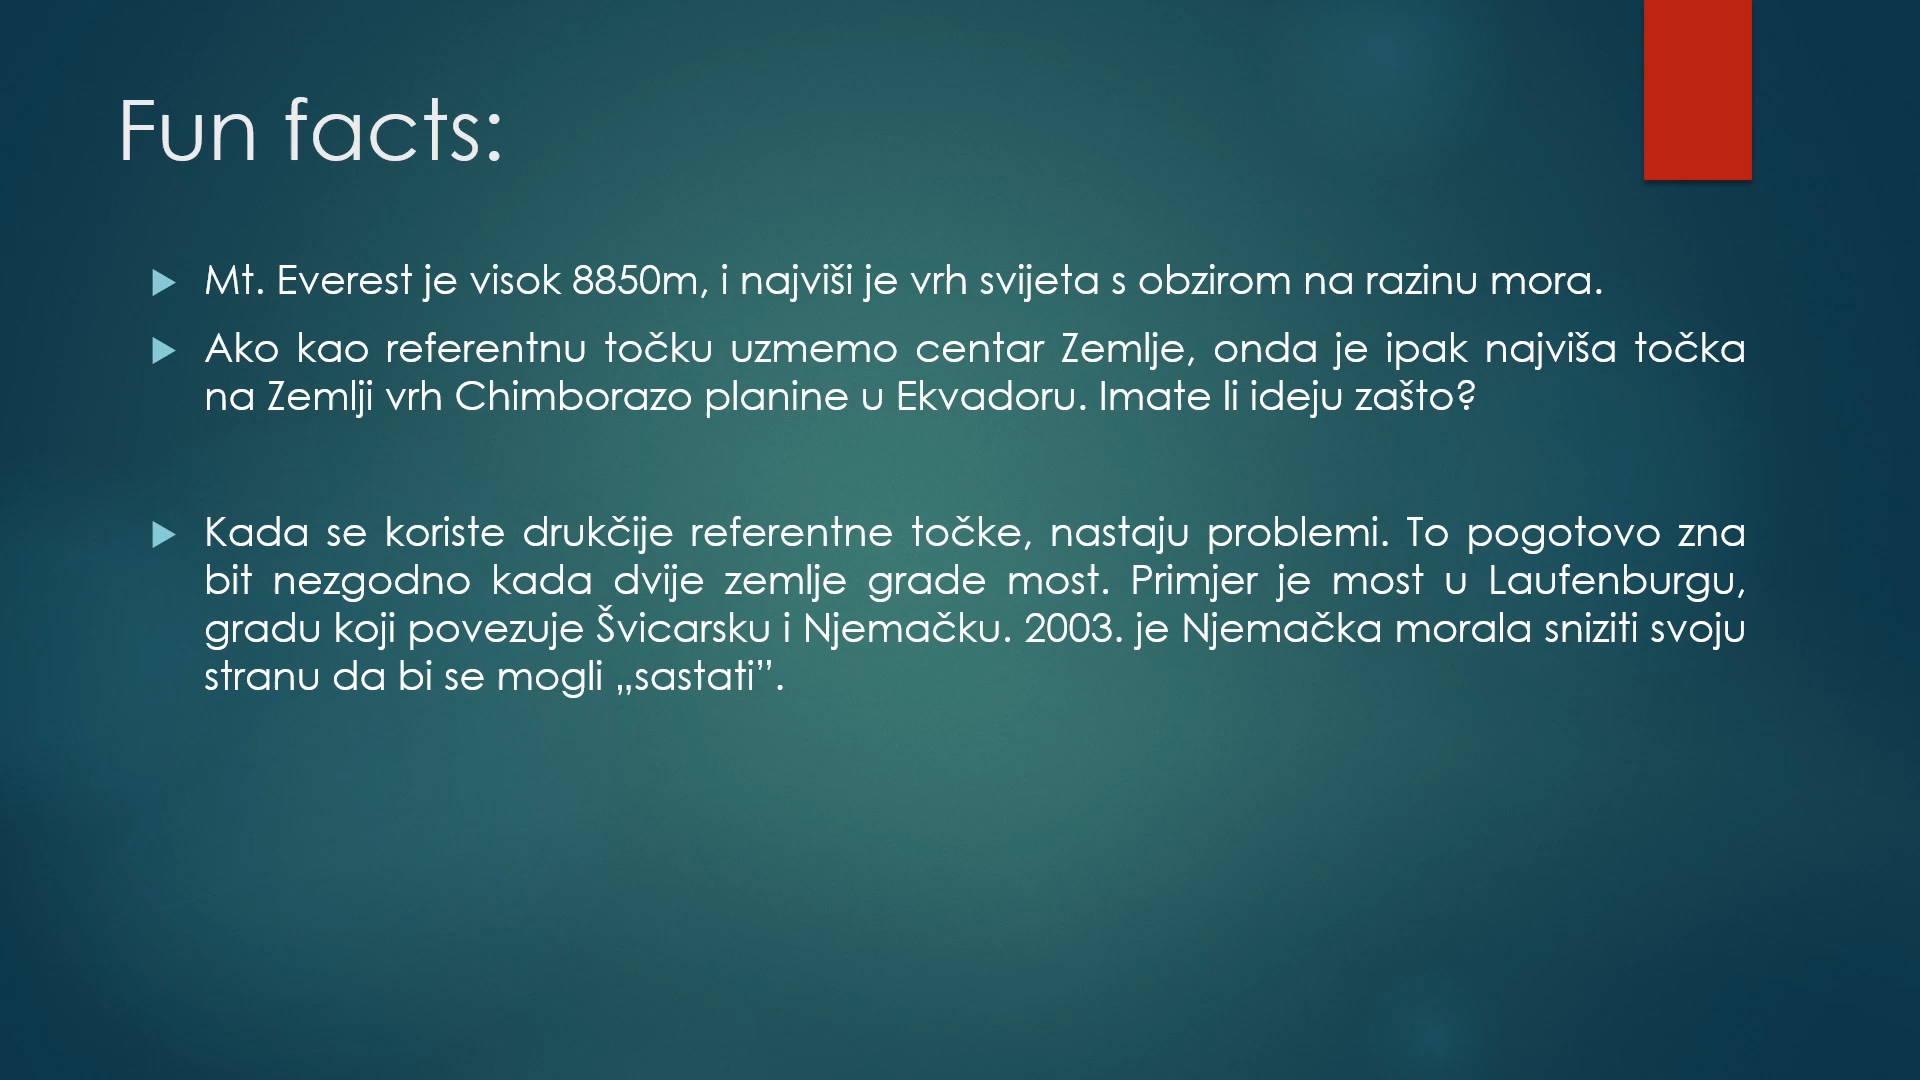 Fun facts:
Mt. Everest je visok 8850m, i najviši je vrh svijeta s obzirom na razinu mora.
Ako kao referentnu točku uzmemo centar Zemlje, onda je ipak najviša točka
na Zemlji vrh Chimborazo planine u Ekvadoru. Imate li ideju zašto?
Kada se koriste drukčije referentne točke, nastaju problemi. To pogotovo zna
bit nezgodno kada dvije zemlje grade most. Primjer je most u Laufenburgu,
gradu koji povezuje Švicarsku i Njemačku. 2003. je Njemačka morala sniziti svoju
stranu da bi se mogli „sastati”.